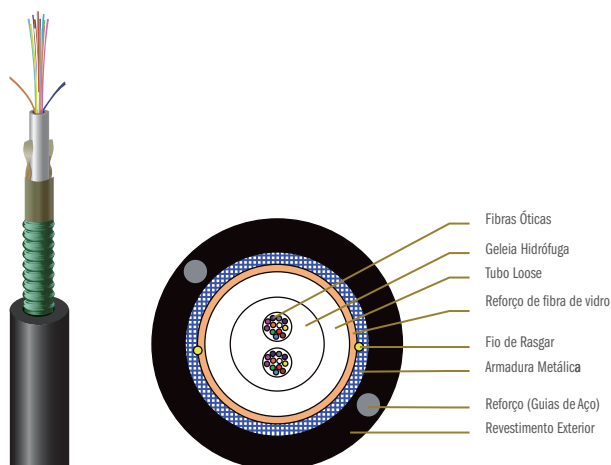 Fibras Óticas
Geleia Hidrófuga
Tubo Loose
Reforço de fibra de vidro
Fio de Rasgar
Armadura Metálica
Reforço (Guias de Aço)
Revestimento Exterior